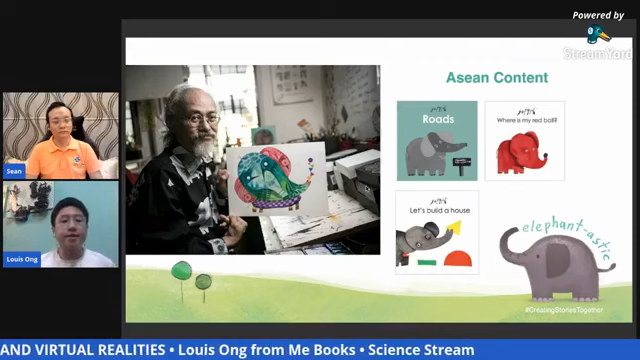 Powered by
StreamYard
Asean Content
Roads
Where is my red ball?
Let's build a house
elephant-astic
#CreatingStoriesTogether
Sean
Louis Ong
AND VIRTUAL REALITIES • Louis Ong from Me Books • Science Stream